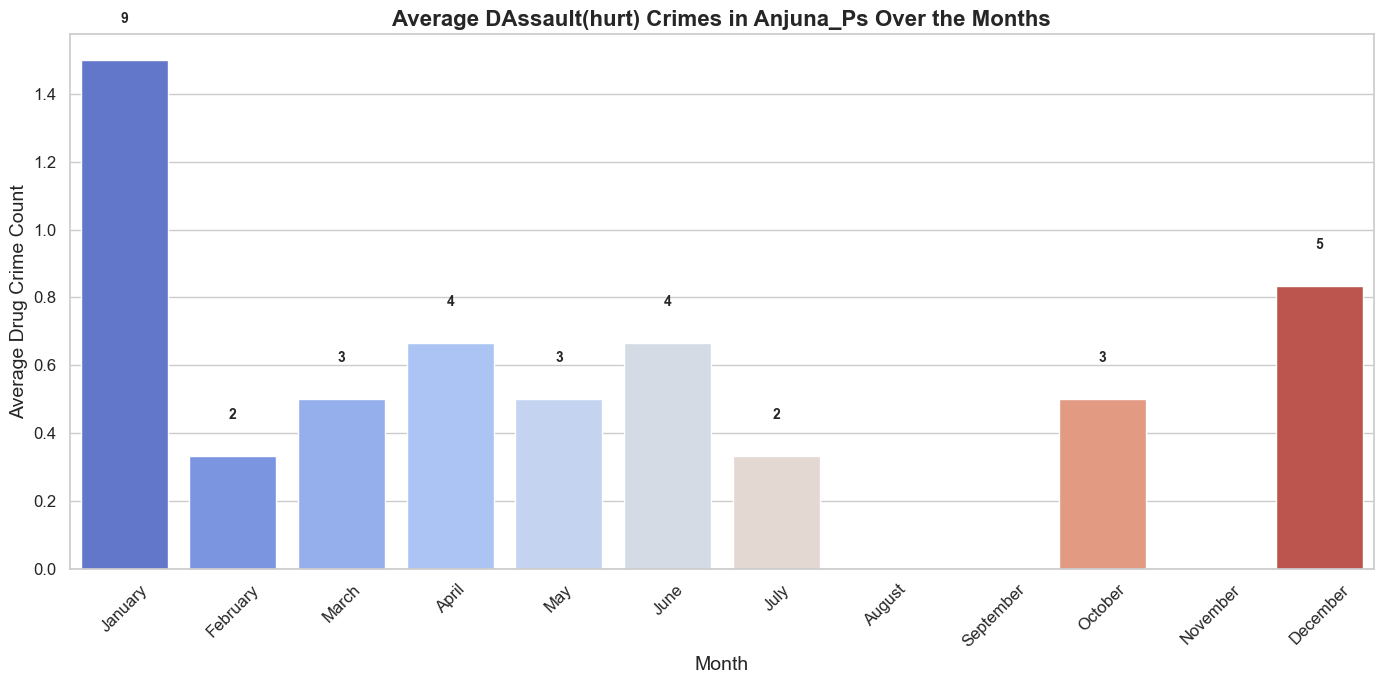 Average DAssault(hurt) Crimes in Anjuna_Ps Over the Months
Average Drug Crime Count
1.4
1.2
1.0
0.8
0.6
0.4
0.2
0.0
9
2
3
4
3
4
2
3
5
January
February
March
April
May
June
July
August
September
October
November
December
Month